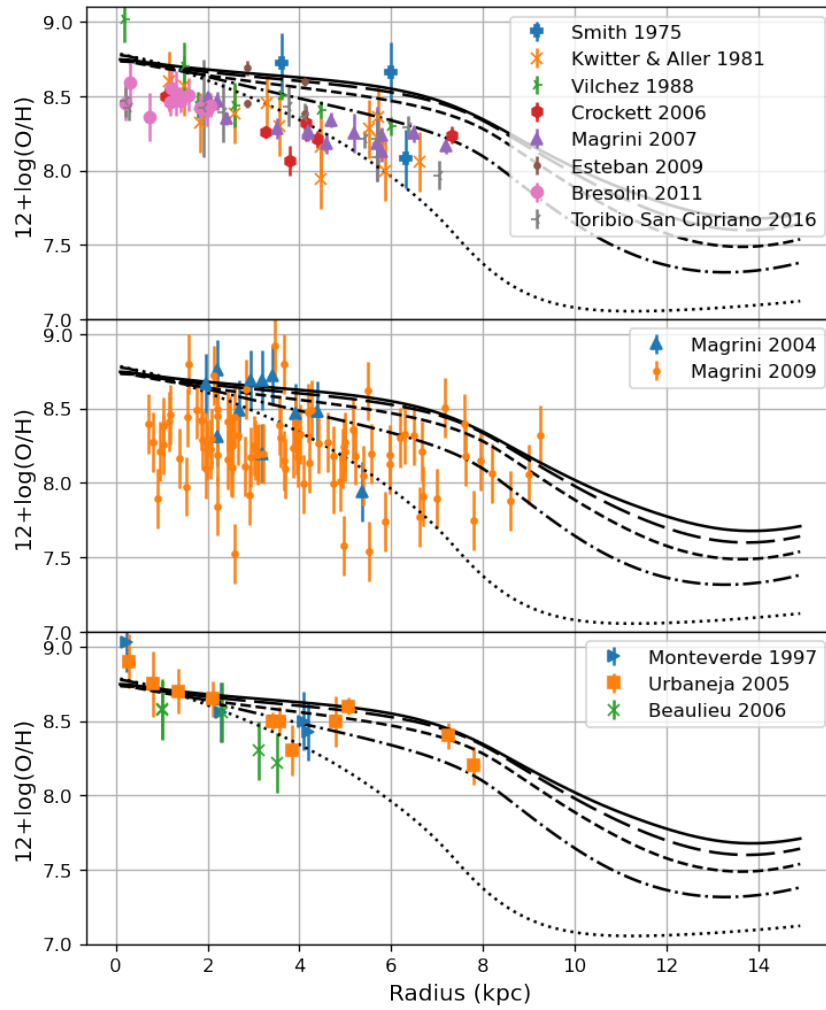 9.0
8.5
8.0
7.5
7.0
12+log(O/H)
Smith 1975
Kwitter & Aller 1981
Vilchez 1988
Crockett 2006
Magrini 2007
Esteban 2009
Bresolin 2011
Toribio San Cipriano 2016
9.0
8.5
8.0
7.5
7.0
12+log(O/H)
Magrini 2004
Magrini 2009
9.0
8.5
8.0
7.5
7.0
12+log(O/H)
Monteverde 1997
Urbaneja 2005
Beaulieu 2006
0 2 4 6 8 10 12 14
Radius (kpc)